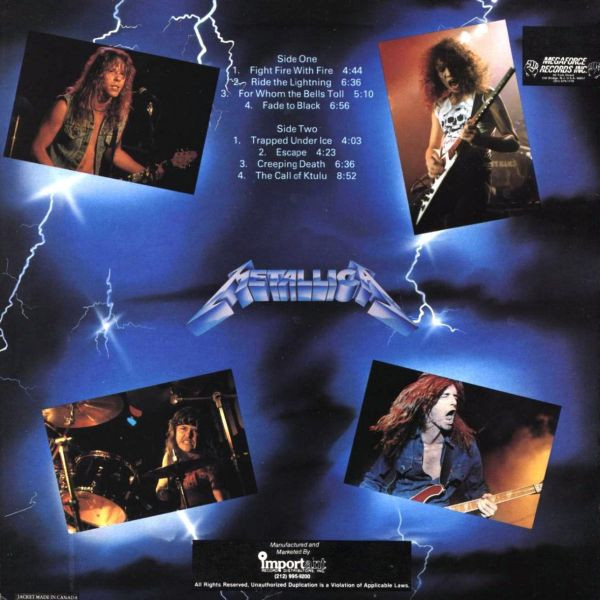 Side One
1. Fight Fire With Fire 4:44
2. Ride the Lightning 6:36
3. For Whom the Bells Toll 5:10
4. Fade to Black 6:56
Side Two
1. Trapped Under Ice 4:03
2. Escape 4:23
3. Creeping Death 6:36
4. The Call of Ktulu 8:52
MEGAFORCE
RECORDS INC.
METALLICA
Manufactured and
Marketed By
important
RECORD DISTRIBUTORS, INC.
(212) 995-9200
All Rights Reserved, Unauthorized Duplication is a Violation of Applicable Laws.
JACKET MADE IN CANADA